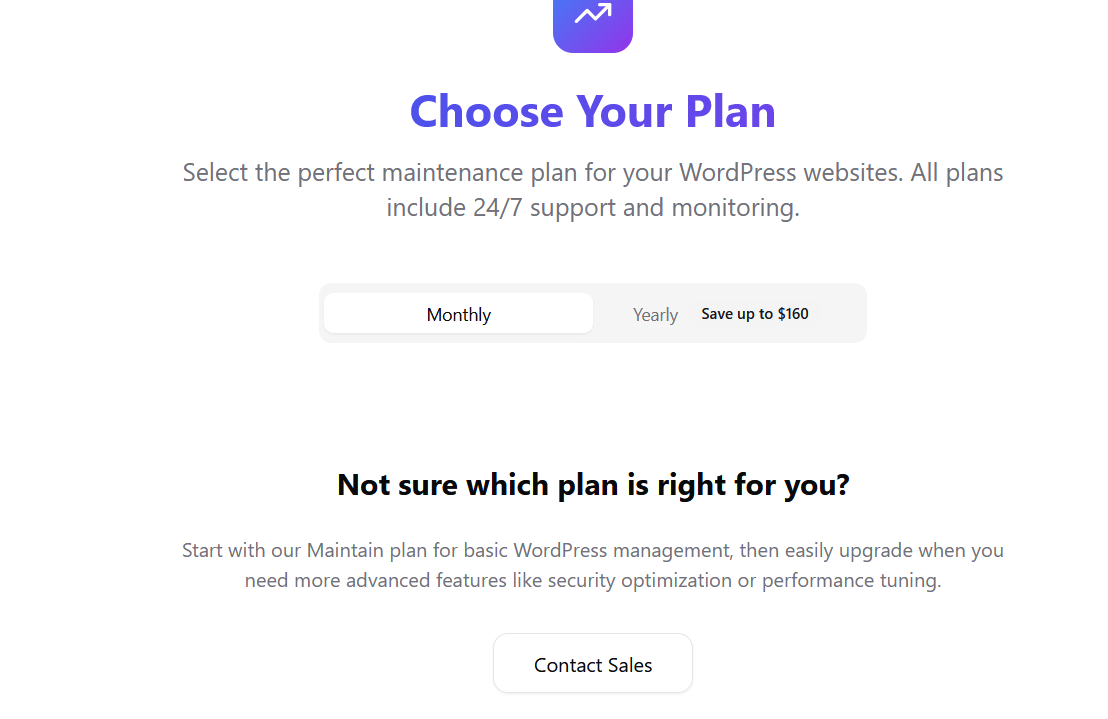 Choose Your Plan
Select the perfect maintenance plan for your WordPress websites. All plans
include 24/7 support and monitoring.
Monthly
Yearly Save up to $160
Not sure which plan is right for you?
Start with our Maintain plan for basic WordPress management, then easily upgrade when you
need more advanced features like security optimization or performance tuning.
Contact Sales